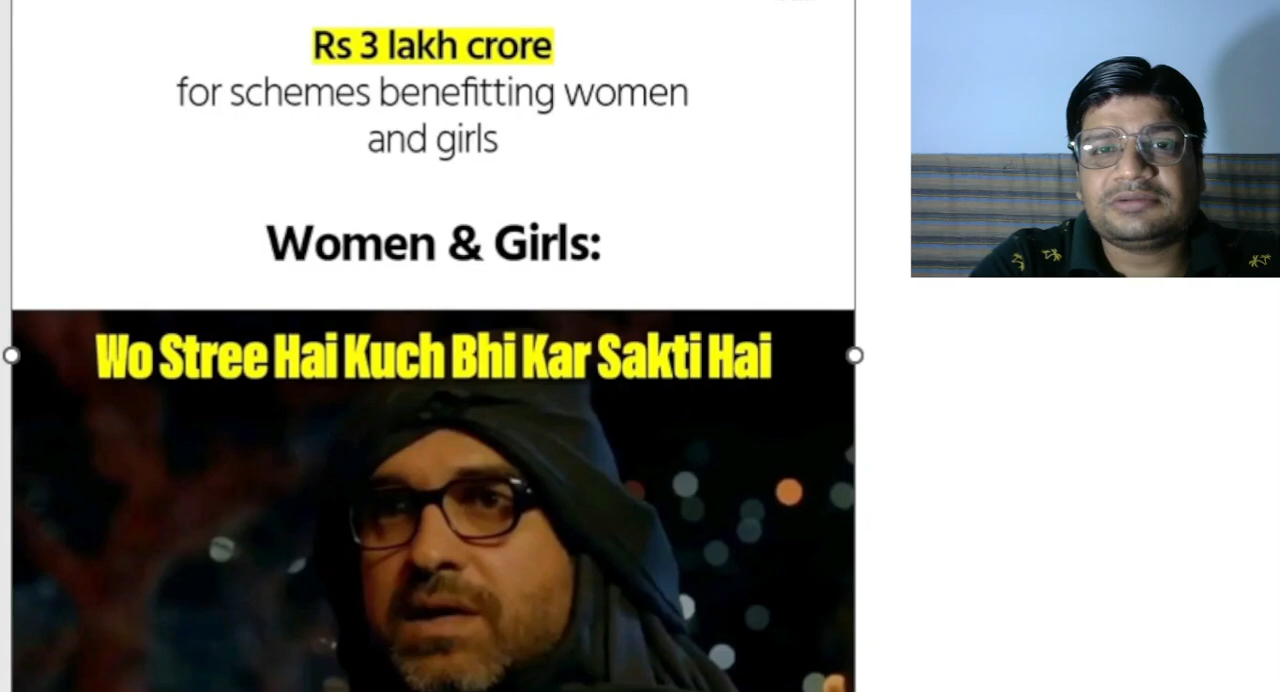 Rs 3 lakh crore
for schemes benefitting women
and girls
Women & Girls:
Wo Stree Hai Kuch Bhi Kar Sakti Hai